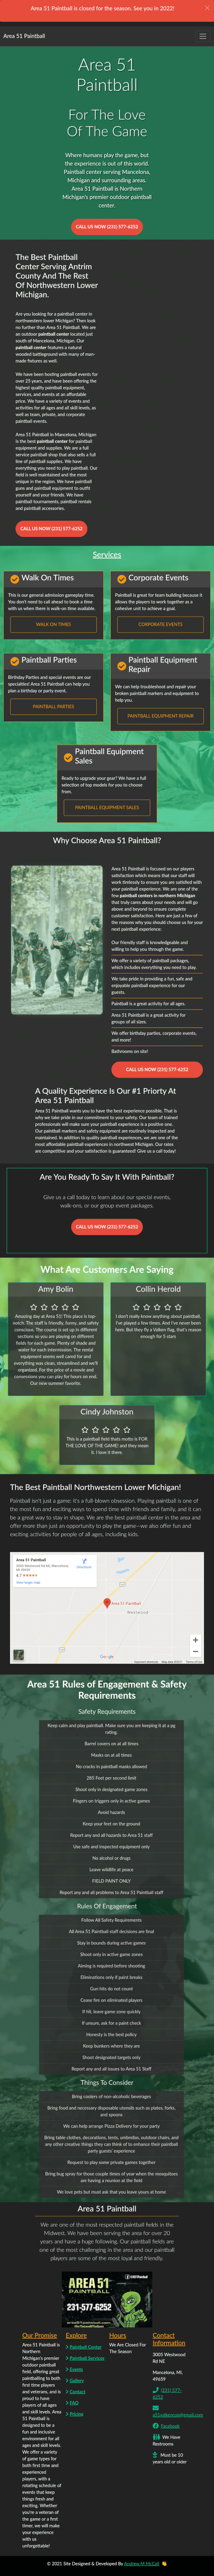 Area 51 Paintball is closed for the season. See you in 2022!
Area 51 Paintball
Area 51
Paintball
For The Love
Of The Game
Where humans play the game, but
the experience is out of this world.
Paintball center serving Mancelona,
Michigan and surrounding areas.
Area 51 Paintball is Northern
Michigan's premier outdoor paintball
center.
CALL US NOW (231) 577-6252
The Best Paintball
Center Serving Antrim
County And The Rest
Of Northwestern Lower
Michigan.
Are you looking for a paintball center in
northwestern lower Michigan? Then look
no further than Area 51 Paintball. We are
an outdoor paintball center located to the
south of Mancelona, Michigan. Our
paintball center features a natural
wooded battleground with many of man-
made fixtures as well.
We have been hosting paintball events for
over 25 years, and have been offering the
highest quality paintball equipment,
services, and events at an affordable
price. We have a variety of events and
activities for all ages and all skill levels, as
well as team, private, and corporate
paintball events.
Area 51 Paintball in Mancelona, Michigan
is the best paintball center for paintball
supplies and equipment. We are a full
service paintball shop that also sells a full
line of paintball supplies. We have
everything you need to play paintball. Our
field is maintained and the most unique
in the region. We have paintball
guns and paintball equipment to outfit
yourself and your friends. We have
paintball tournaments, paintball rentals
and paintball accessories.
CALL US NOW (231) 577-6252
Services
Walk On Times
This is our general admission gameplay time.
You don't need to call ahead to book a time
with us when them in-the walk-on time available.
WALK ON TIMES
Corporate Events
Paintball is great for team building because it
allows the players to work together as a
cohesive unit to achieve a goal.
CORPORATE EVENTS
Paintball Parties
Birthday Parties and special events are our
specialties! Area 51 Paintball can help you
plan a birthday or party event.
PAINTBALL PARTIES
Paintball Equipment
Repair
We can help troubleshoot and repair your
broken paintball markers and equipment to
help you.
PAINTBALL EQUIPMENT REPAIR
Paintball Equipment
Sales
Ready to upgrade your gear? We have a full
selection of top models for you to choose
from.
PAINTBALL EQUIPMENT SALES
Why Choose Area 51 Paintball?
Area 51 Paintball is focused on our players
satisfaction which means that our staff will
work tirelessly to ensure you are satisfied with
your paintball experience. We are one of the
few paintball centers in northern Michigan
that truly cares about your needs and will go
above and beyond to ensure complete
customer satisfaction. Here are just a few of
the reasons why you should choose us for your
next paintball experience:
Our friendly staff is knowledgeable and
willing to help you through the game.
We offer a variety of paintball packages,
which includes everything you need to play.
We take pride in providing a fun, safe and
enjoyable paintball experience for our
guests.
Paintball is a great activity for all ages.
Area 51 Paintball is a great activity for
groups of all sizes.
We offer birthday parties, corporate events,
and more!
Bathrooms on site!
CALL US NOW (231) 577-6252
A Quality Experience Is Our #1 Priorty At
Area 51 Paintball
Area 51 Paintball wants you to have the best experience possible. That is
why we take pride in our commitment to your safety. Our team of trained
professionals will make sure you are comfortable and safe at all times.
Our paintball markers and safety equipment are routinely inspected and
maintained. In addition to quality paintball experiences, we are one of the
most affordable paintball experiences in northwest Michigan. Our rates
are competitive and your satisfaction is guaranteed! Give us a call today!
Are You Ready To Say It With Paintball?
Give us a call today to learn about our special events,
walk-ons, or our group event packages.
CALL US NOW (231) 577-6252
What Are Customers Are Saying
Amy Bolin
Amazing day at Area 51! This place is top-
notch. The staff is friendly, funny, and safety
conscious. The course is set up in different
sections so you are playing on different
fields for each game. Plenty of ideal
weather protection in the main area. The
rental equipment works well cared for and
everything was clean, streamlined and we'll
organized. For the price of a movie and
concessions you can have hours on end.
Our new summer favorite.
Collin Herold
I don't really know anything about paintball.
I've played a few times. And I've never been
here. But they're in a good location and has
enough for 5 stars
Cindy Johnston
This is a paintball field thats motto is FOR
THE LOVE OF THE GAME! and they mean
it. I love it there.
The Best Paintball Northwestern Lower Michigan!
Paintball isn't just a game: it's a full-blown obsession. Playing paintball is one of
the most fun and exciting ways to spend time with friends and family, and we do
all that we can to provide players with the best paintball experience. We offer
more than just an opportunity to play the game—we also offer fun and
exciting activities for people of all ages, including kids.
Area 51 Paintball
3005 Westwood Rd NE, Mancelona,
MI 49659
4.7
Directions
View larger map
Area 51 Paintball
Westwood
Google
Keyboard shortcuts Map data ©2021 Terms of Use
Area 51 Rules of Engagement & Safety
Requirements
Safety Requirements
Keep calm and play paintball. Make sure you are keeping it at a pg
rating.
Barrel covers on at all times
Masks on at all times
No cracks in paintball masks allowed
285 Feet per second limit
Shoot only in designated game zones
Fingers on triggers only in active games
Avoid hazards
Keep your feet on the ground
Report any and all hazards to Area 51 staff
Use safe and inspected equipment only
No alcohol or drugs
Leave wildlife at peace
FIELD PAINT ONLY
Report any and all problems to Area 51 Paintball staff
Rules Of Engagement
Follow All Safety Requirements
All Area 51 Paintball staff decisions are final
Stay in bounds during active games
Shoot only in active game zones
Aiming is required before shooting
Eliminations only if paint breaks
Gun hits do not count
Cease fire on eliminated players
If hit, leave game zone quickly
If unsure, ask for a paint check
Honesty is the best policy
Keep bunkers where they are
Shoot designated targets only
Report any and all issues to Area 51 Staff
Things To Consider
Bring coolers of non-alcoholic beverages
Bring food and necessary disposable utensils such as plates, forks,
and spoons
We can help arrange Pizza Delivery for your party
Bring table clothes, decorations, tents, umbrellas, outdoor chairs, and
any other creative things they can think of to enhance their paintball
party guests' experience
Request to play some private games together
Bring bug spray for those couple times of year when the mosquitoes
are having a reunion at the field
We love pets but must ask that you leave yours at home
Area 51 Paintball
We are one of the most respected paintball fields in the
Midwest. We have been serving the area for over 20
years and have a huge following. Our paintball fields are
one of the most challenging in the area and our paintball
players are some of the most loyal and friendly.
AREA 51
PAINTBALL
231-577-6252
Our Promise
Area 51 Paintball is
Northern
Michigan's premier
outdoor paintball
field, offering great
paintballing to both
first time players
and veterans, and is
available to all ages
and skill levels. Area
51 Paintball is
designed to be a
fun, exciting, and
safe experience for
everyone. We offer
a variety of game
types for both first
time and seasoned
players. Our staff is
friendly, exciting.
Whether you're a
veteran of the game
or a first timer, we
invite you to
experience all that
we have to offer.
We're sure you will
have an
unforgettable!
Explore
Paintball Center
Paintball Services
Events
Gallery
Contact
FAQ
Pricing
Hours
We Are Closed For
The Season
Contact
Information
3005 Westwood
Rd NE
Mancelona, MI,
49659
(231) 577-
6252
Facebook
We Have
Restrooms
Must be 10
years old or older
© 2021 Site Designed & Developed By Andrew M McCall